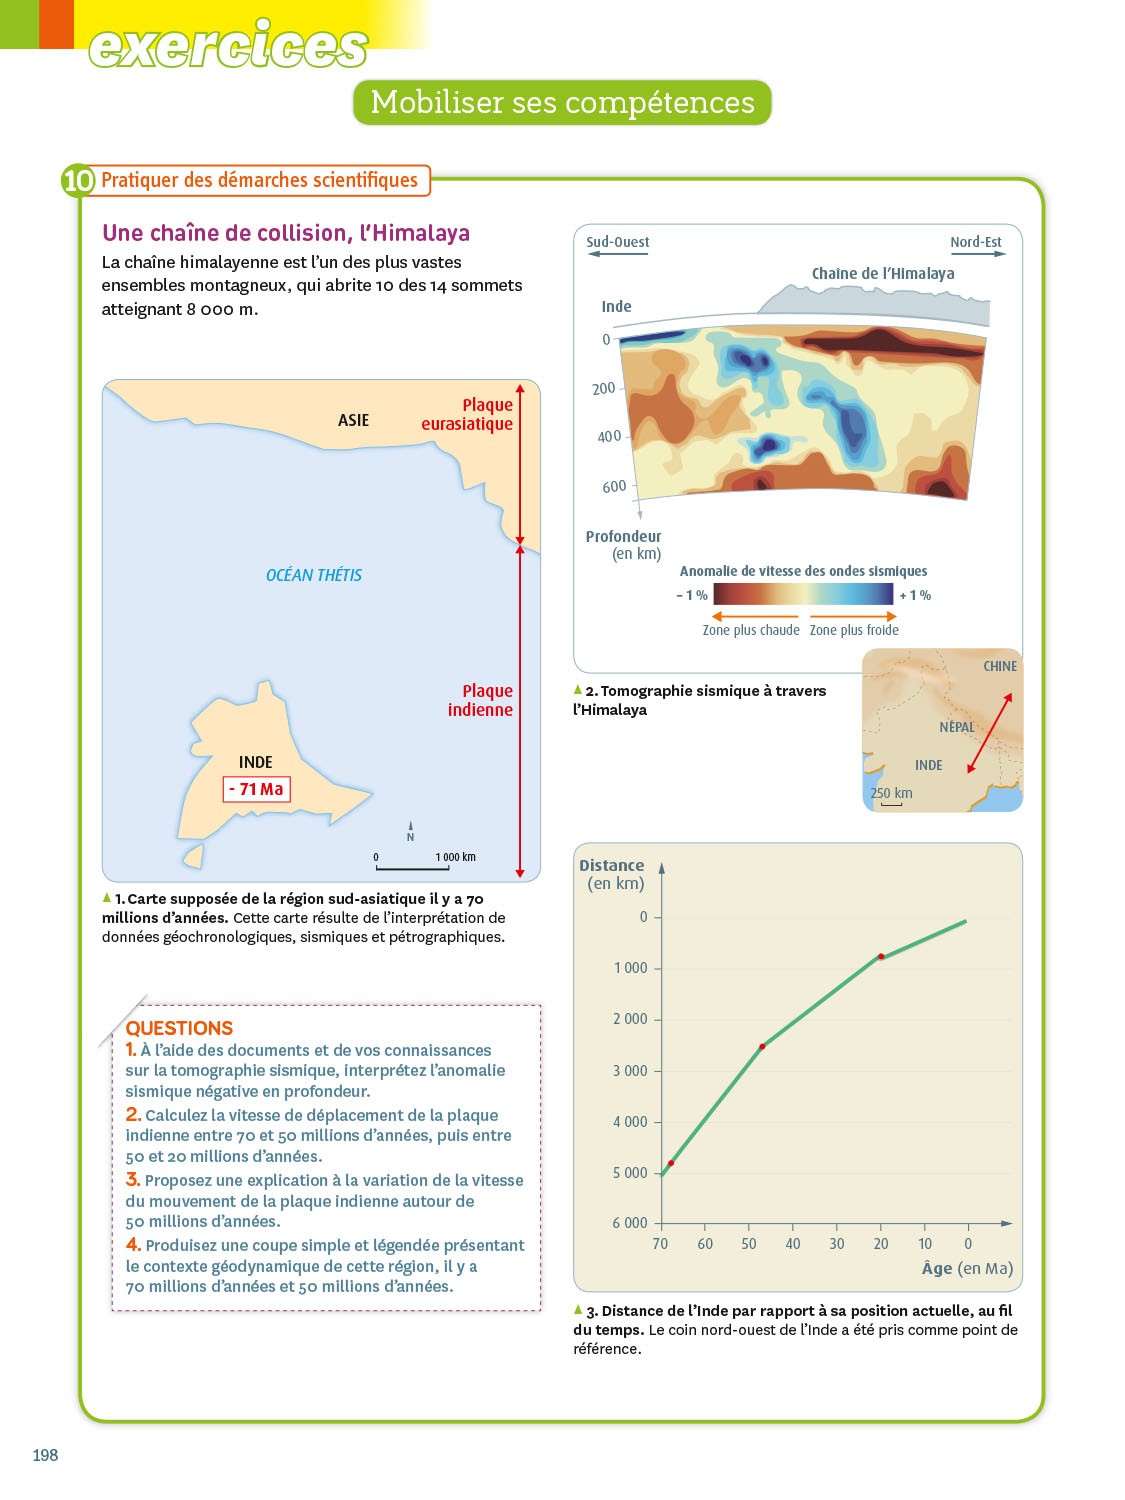 exercices
Mobiliser ses compétences
10 Pratiquer des démarches scientifiques
Une chaîne de collision, l'Himalaya
La chaîne himalayenne est l'un des plus vastes
ensembles montagneux, qui abrite 10 des 14 sommets
atteignant 8 000 m.
ASIE
Plaque
eurasiatique
OCÉAN THÉTIS
Plaque
indienne
INDE
- 71 Ma
N
0 1 000 km
▲ 1. Carte supposée de la région sud-asiatique il y a 70
millions d'années. Cette carte résulte de l'interprétation de
données géochronologiques, sismiques et pétrographiques.
QUESTIONS
1. À l'aide des documents et de vos connaissances
sur la tomographie sismique, interprétez l'anomalie
sismique négative en profondeur.
2. Calculez la vitesse de déplacement de la plaque
indienne entre 70 et 50 millions d'années, puis entre
50 et 20 millions d'années.
3. Proposez une explication à la variation de la vitesse
du mouvement de la plaque indienne autour de
50 millions d'années.
4. Produisez une coupe simple et légendée présentant
le contexte géodynamique de cette région, il y a
70 millions d'années et 50 millions d'années.
Sud-Ouest
Nord-Est
Chaîne de l'Himalaya
Inde
0
200
400
600
Profondeur
(en km)
Anomalie de vitesse des ondes sismiques
– 1 % + 1 %
Zone plus chaude Zone plus froide
▲ 2. Tomographie sismique à travers
l'Himalaya
CHINE
NÉPAL
INDE
250 km
Distance
(en km)
0
1 000
2 000
3 000
4 000
5 000
6 000
70 60 50 40 30 20 10 0
Âge (en Ma)
▲ 3. Distance de l'Inde par rapport à sa position actuelle, au fil
du temps. Le coin nord-ouest de l'Inde a été pris comme point de
référence.
198